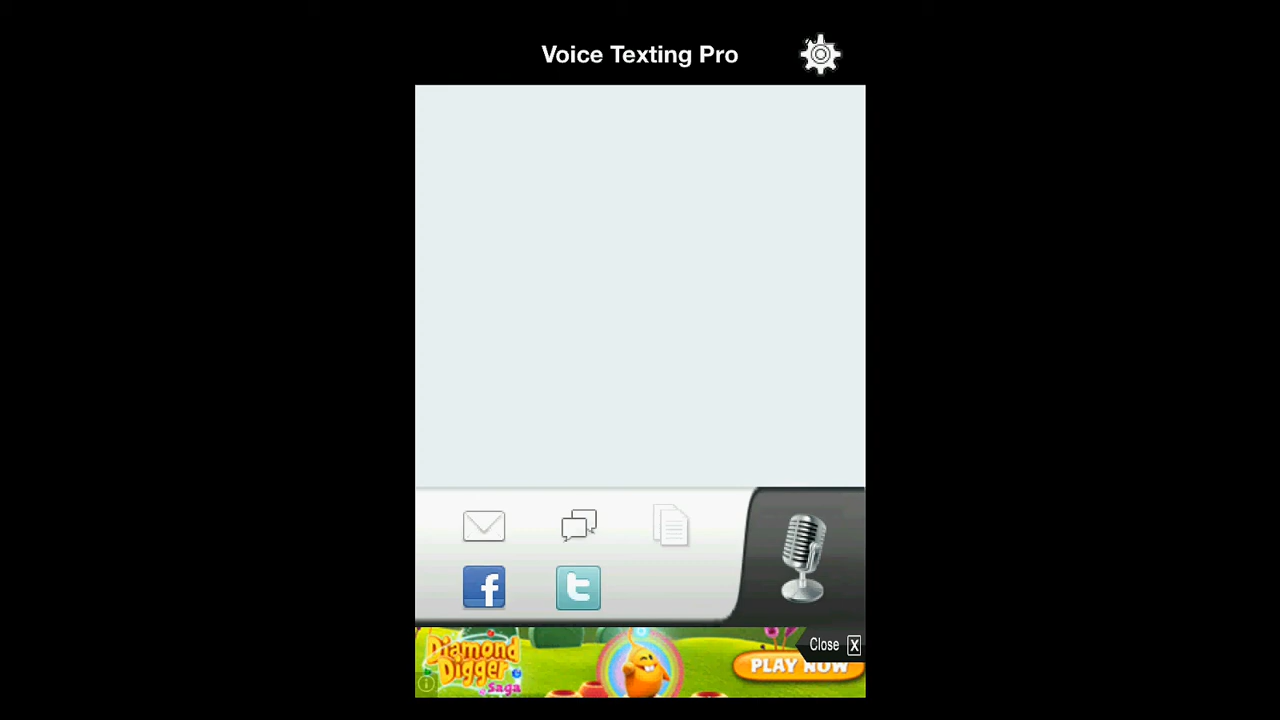 Voice Texting Pro
f
t
Diamond
Digger
Saga
PLAY NOW
Close X
i